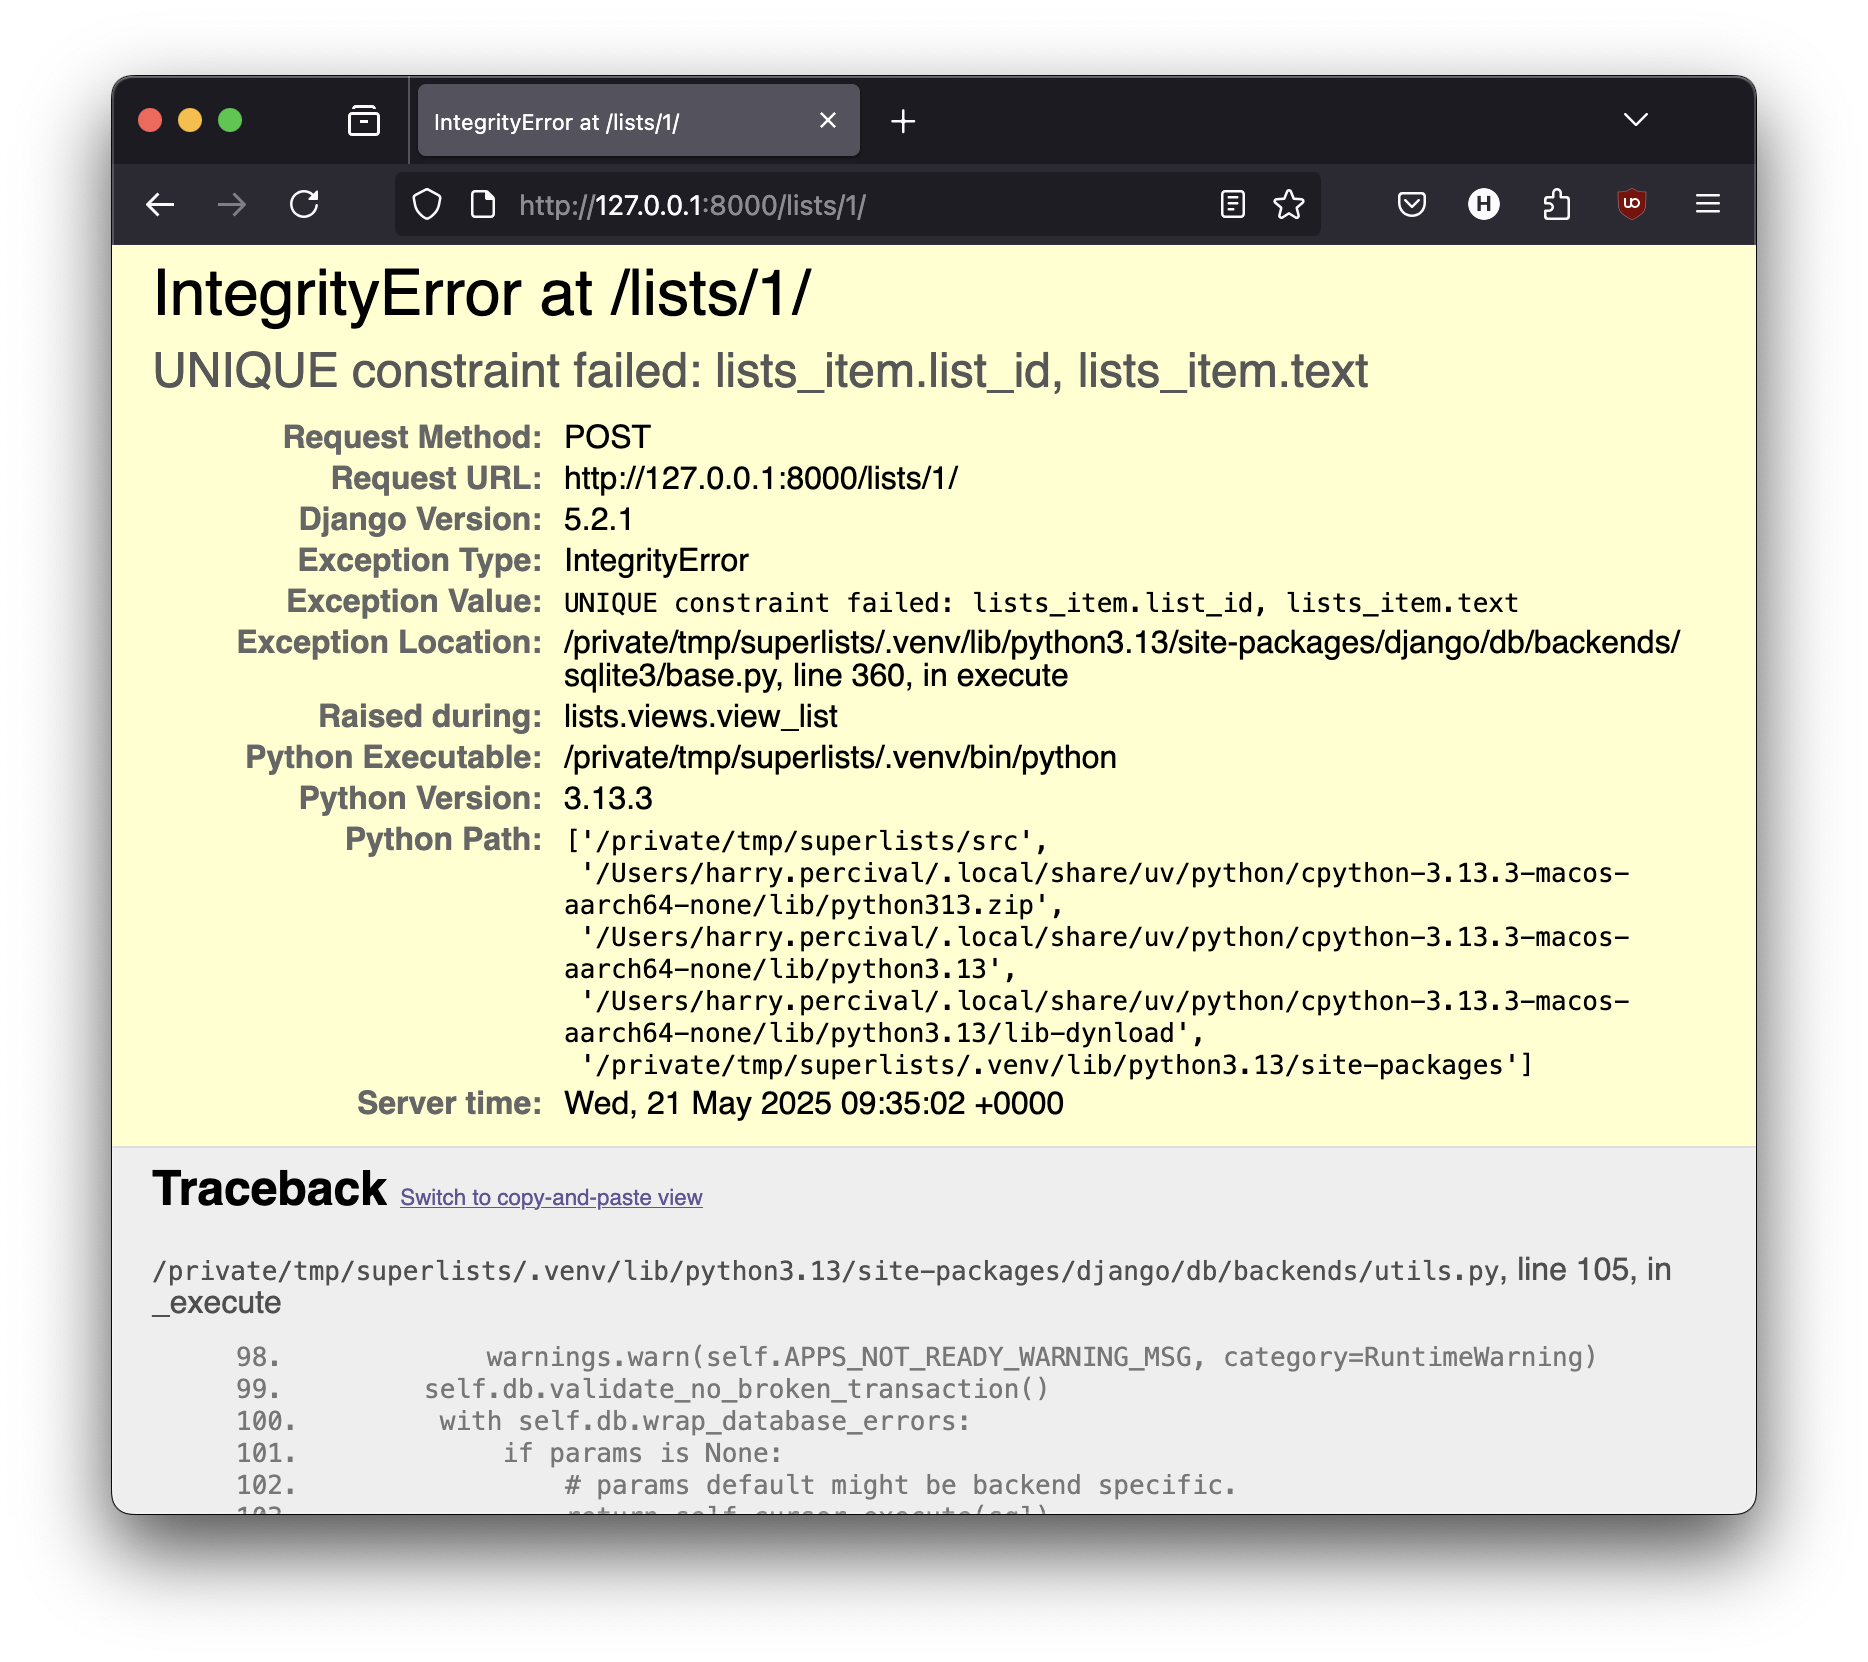 IntegrityError at /lists/1/
http://127.0.0.1:8000/lists/1/
H
IntegrityError at /lists/1/
UNIQUE constraint failed: lists_item.list_id, lists_item.text
Request Method: POST
Request URL: http://127.0.0.1:8000/lists/1/
Django Version: 5.2.1
Exception Type: IntegrityError
Exception Value: UNIQUE constraint failed: lists_item.list_id, lists_item.text
Exception Location: /private/tmp/superlists/.venv/lib/python3.13/site-packages/django/db/backends/
sqlite3/base.py, line 360, in execute
Raised during: lists.views.view_list
Python Executable: /private/tmp/superlists/.venv/bin/python
Python Version: 3.13.3
Python Path: ['/private/tmp/superlists/src',
'/Users/harry.percival/.local/share/uv/python/cpython-3.13.3-macos-
aarch64-none/lib/python313.zip',
'/Users/harry.percival/.local/share/uv/python/cpython-3.13.3-macos-
aarch64-none/lib/python3.13',
'/Users/harry.percival/.local/share/uv/python/cpython-3.13.3-macos-
aarch64-none/lib/python3.13/lib-dynload',
'/private/tmp/superlists/.venv/lib/python3.13/site-packages']
Server time: Wed, 21 May 2025 09:35:02 +0000
Traceback Switch to copy-and-paste view
/private/tmp/superlists/.venv/lib/python3.13/site-packages/django/db/backends/utils.py, line 105, in
_execute
98. warnings.warn(self.APPS_NOT_READY_WARNING_MSG, category=RuntimeWarning)
99. self.db.validate_no_broken_transaction()
100. with self.db.wrap_database_errors:
101. if params is None:
102. # params default might be backend specific.
103. return self.cursor.execute(sql)